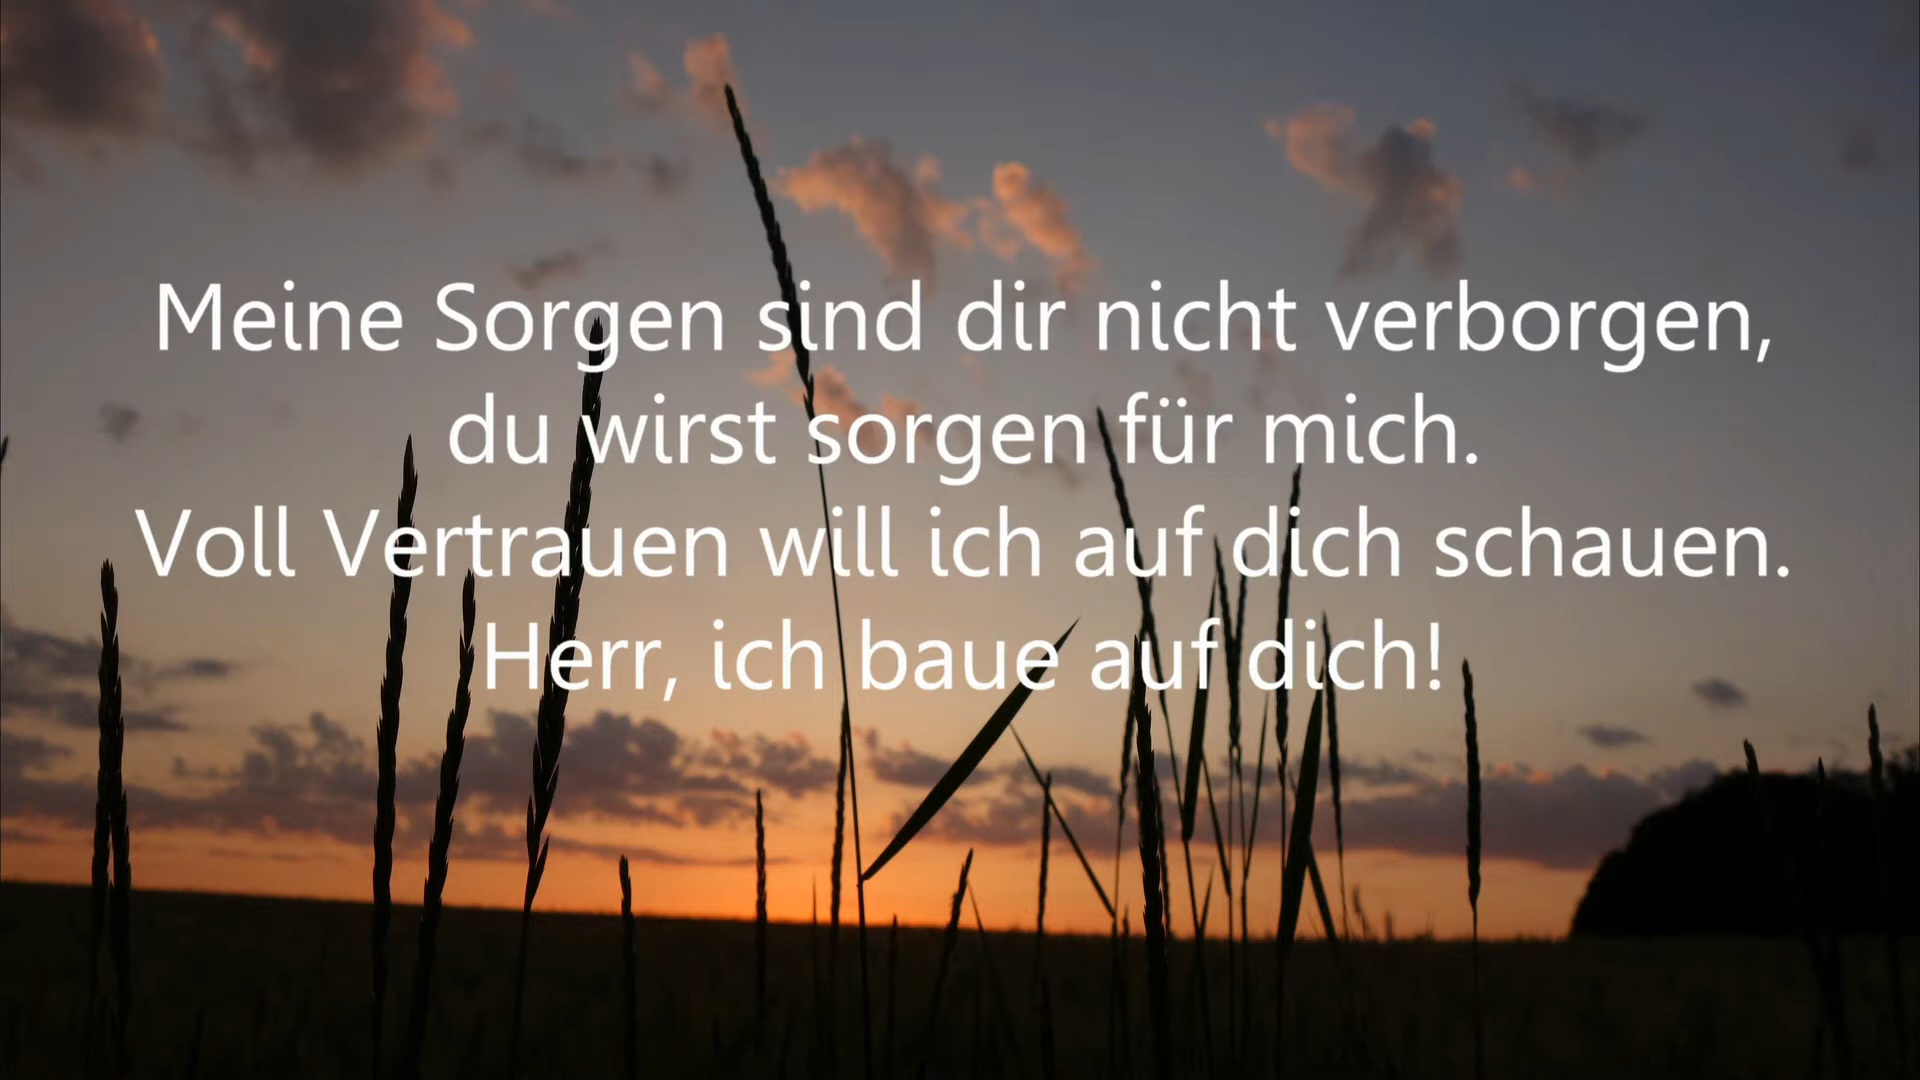 Meine Sorgen sind dir nicht verborgen,
du wirst sorgen für mich.
Voll Vertrauen will ich auf dich schauen.
Herr, ich baue auf dich!